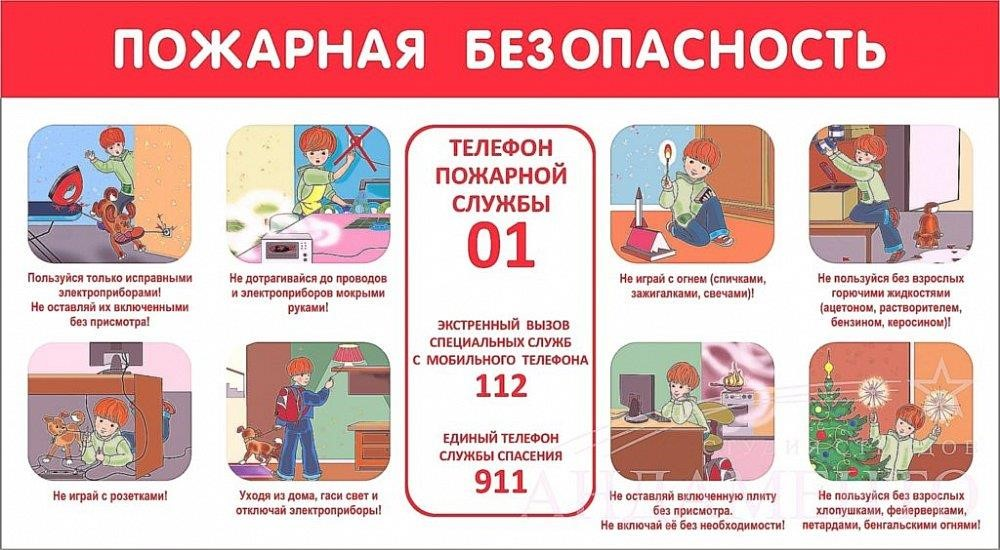 ПОЖАРНАЯ БЕЗОПАСНОСТЬ
Пользуйся только исправными
электроприборами!
Не оставляй их включенными
без присмотра!
Не дотрагивайся до проводов
и электроприборов мокрыми
руками!
ТЕЛЕФОН
ПОЖАРНОЙ
СЛУЖБЫ
01
ЭКСТРЕННЫЙ ВЫЗОВ
СПЕЦИАЛЬНЫХ СЛУЖБ
С МОБИЛЬНОГО ТЕЛЕФОНА
112
ЕДИНЫЙ ТЕЛЕФОН
СЛУЖБЫ СПАСЕНИЯ
911
Не играй с огнем (спичками,
зажигалками, свечами)!
Не пользуйся без взрослых
горючими жидкостями
(ацетоном, растворителем,
бензином, керосином)!
Не играй с розетками!
Уходя из дома, гаси свет и
отключай электроприборы!
Не оставляй включенную плиту
без присмотра.
Не включай её без необходимости!
Не пользуйся без взрослых
хлопушками, фейерверками,
петардами, бенгальскими огнями!